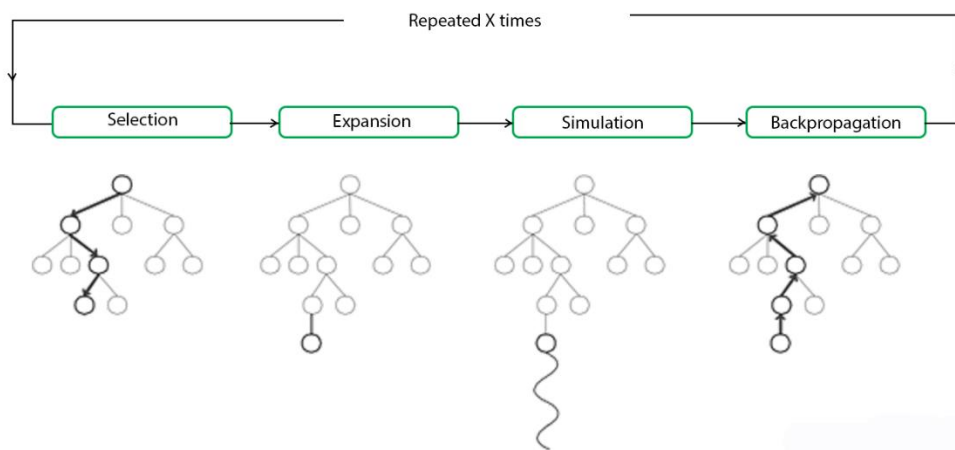 Repeated X times
Selection
Expansion
Simulation
Backpropagation